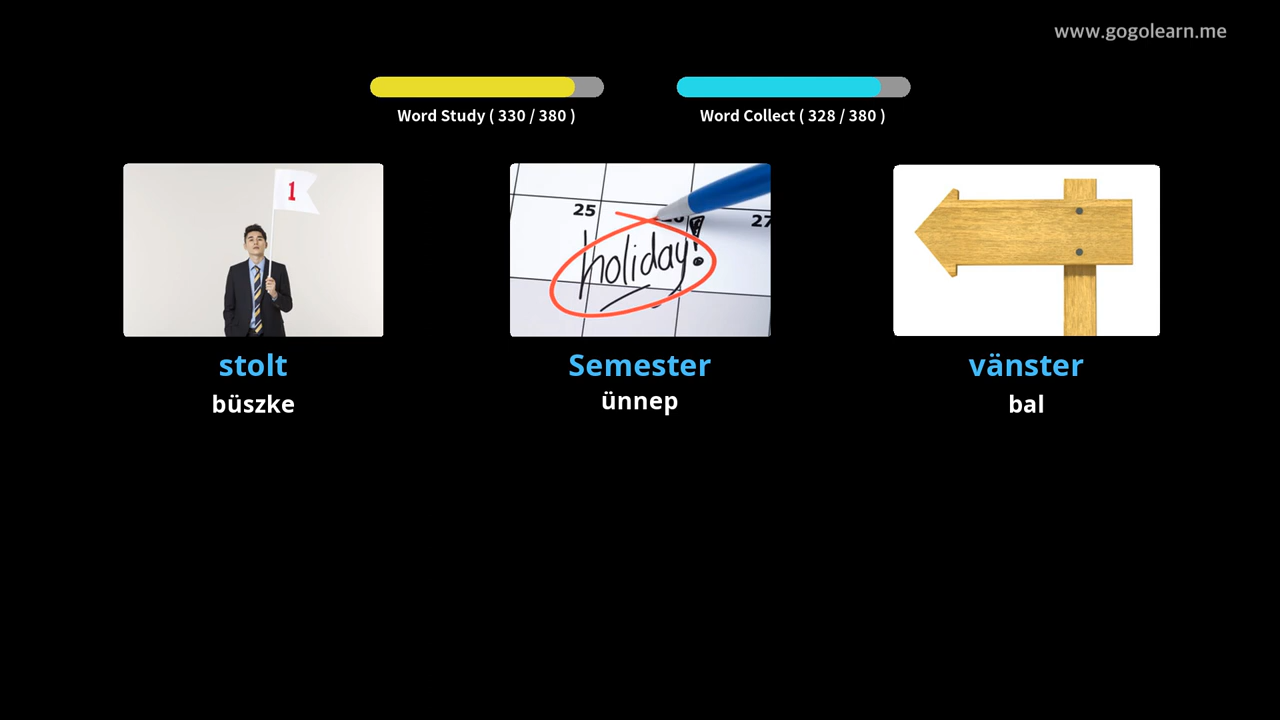 www.gogolearn.me
Word Study ( 330 / 380 )
Word Collect ( 328 / 380 )
1
25
27
holiday!
stolt
Semester
vänster
büszke
ünnep
bal